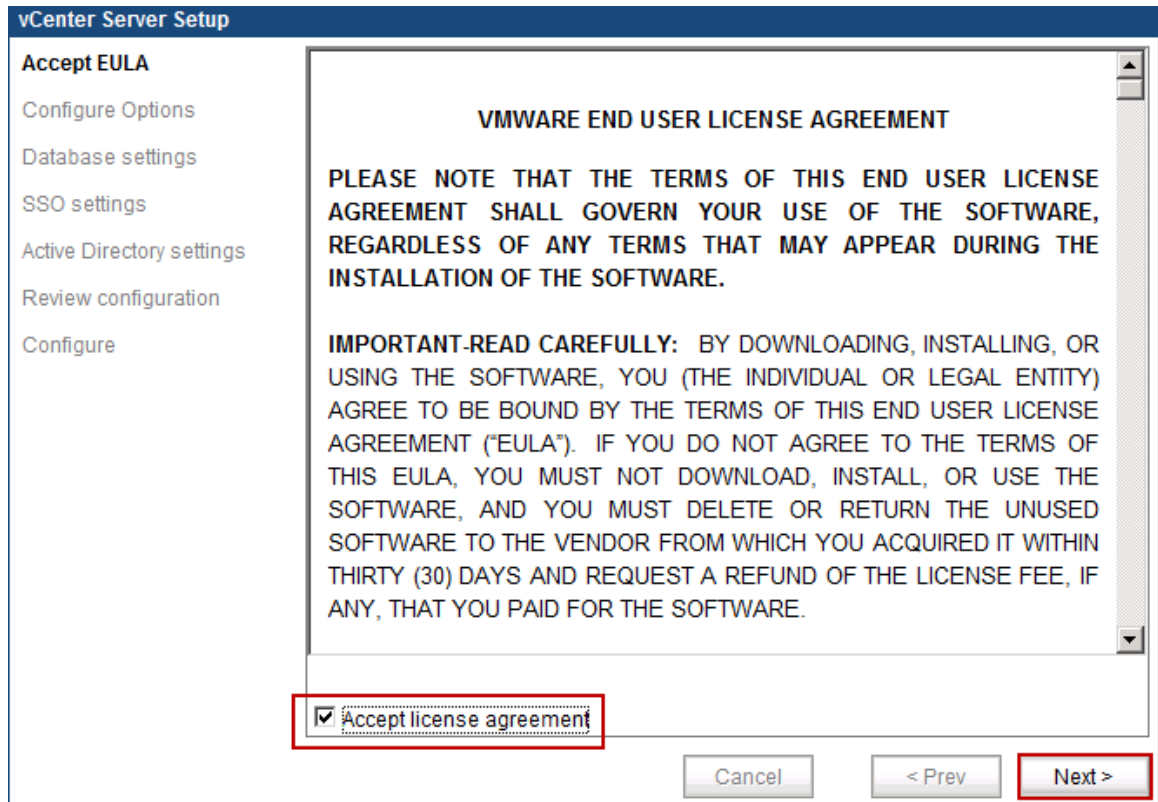 vCenter Server Setup
Accept EULA
Configure Options
Database settings
SSO settings
Active Directory settings
Review configuration
Configure
VMWARE END USER LICENSE AGREEMENT
PLEASE NOTE THAT THE TERMS OF THIS END USER LICENSE
AGREEMENT SHALL GOVERN YOUR USE OF THE SOFTWARE,
REGARDLESS OF ANY TERMS THAT MAY APPEAR DURING THE
INSTALLATION OF THE SOFTWARE.
IMPORTANT-READ CAREFULLY: BY DOWNLOADING, INSTALLING, OR
USING THE SOFTWARE, YOU (THE INDIVIDUAL OR LEGAL ENTITY)
AGREE TO BE BOUND BY THE TERMS OF THIS END USER LICENSE
AGREEMENT (“EULA”). IF YOU DO NOT AGREE TO THE TERMS OF
THIS EULA, YOU MUST NOT DOWNLOAD, INSTALL, OR USE THE
SOFTWARE, AND YOU MUST DELETE OR RETURN THE UNUSED
SOFTWARE TO THE VENDOR FROM WHICH YOU ACQUIRED IT WITHIN
THIRTY (30) DAYS AND REQUEST A REFUND OF THE LICENSE FEE, IF
ANY, THAT YOU PAID FOR THE SOFTWARE.
Accept license agreement
Cancel
< Prev
Next >